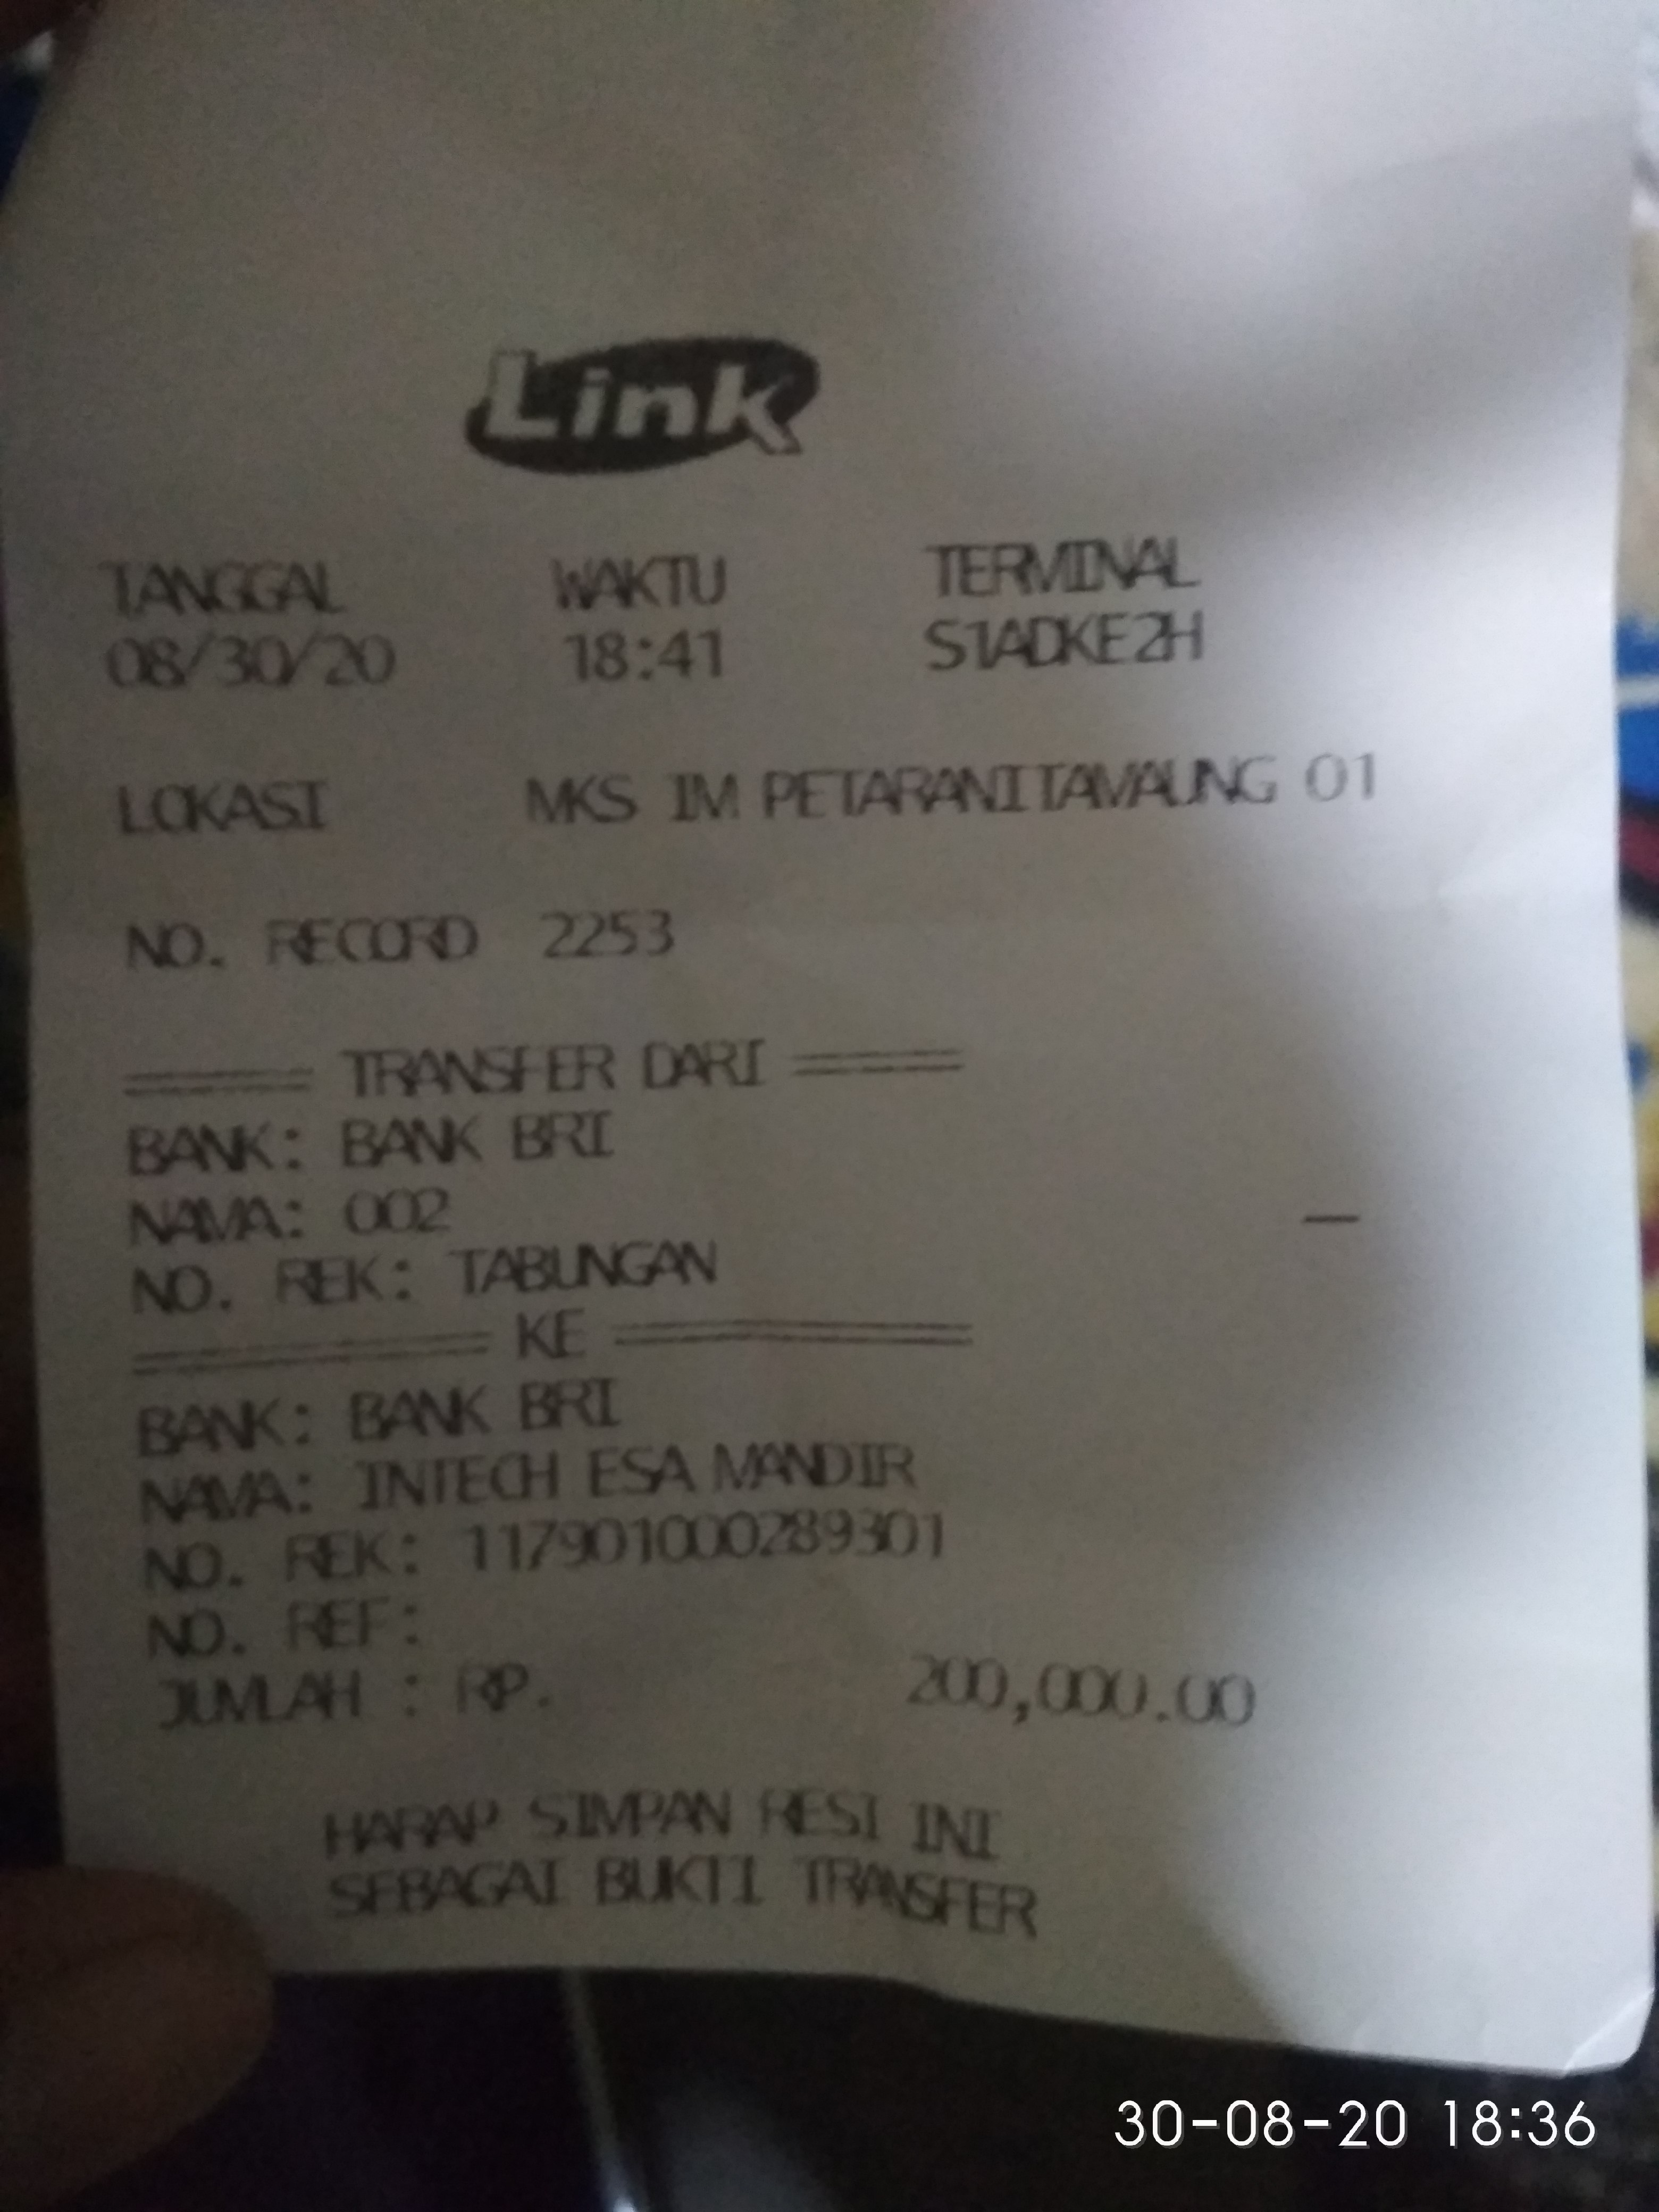 Link
TANGGAL WAKTU TERMINAL
08/30/20 18:41 S1ADKE2H
LOKASI MKS IM PETARANITAMAUNG 01
NO. RECORD 2253
===== TRANSFER DARI =====
BANK: BANK BRI
NAMA: 002
NO. REK: TABUNGAN
========== KE ==========
BANK: BANK BRI
NAMA: INTECH ESA MANDIR
NO. REK: 117901000289301
NO. REF:
JUMLAH : RP. 200,000.00
HARAP SIMPAN RESI INI
SEBAGAI BUKTI TRANSFER
30-08-20 18:36